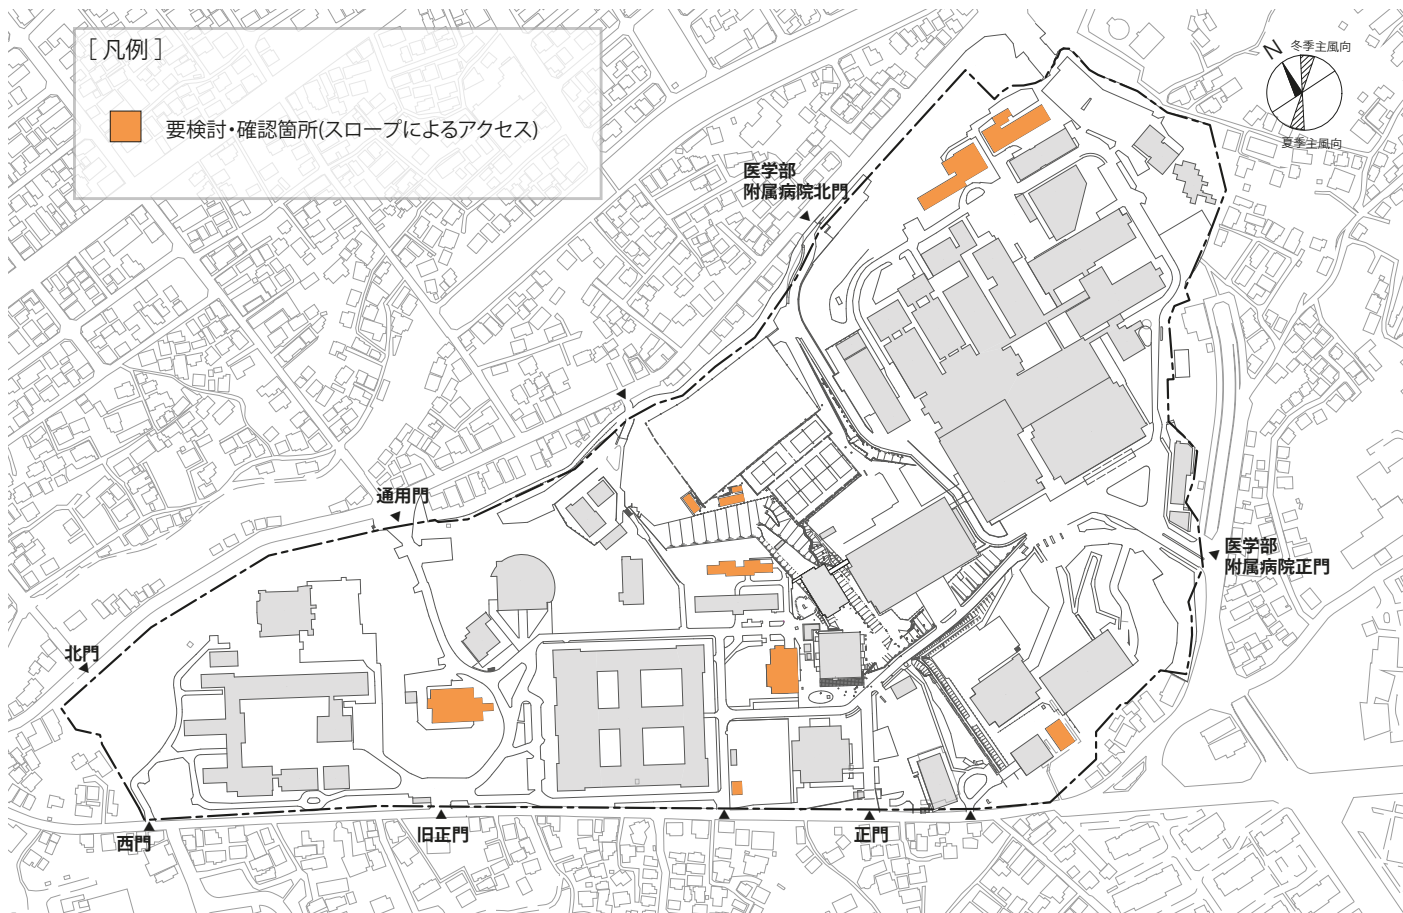 [ 凡例 ]
要検討・確認箇所(スロープによるアクセス)
N
冬季主風向
夏季主風向
医学部
附属病院北門
通用門
医学部
附属病院正門
北門
西門
旧正門
正門